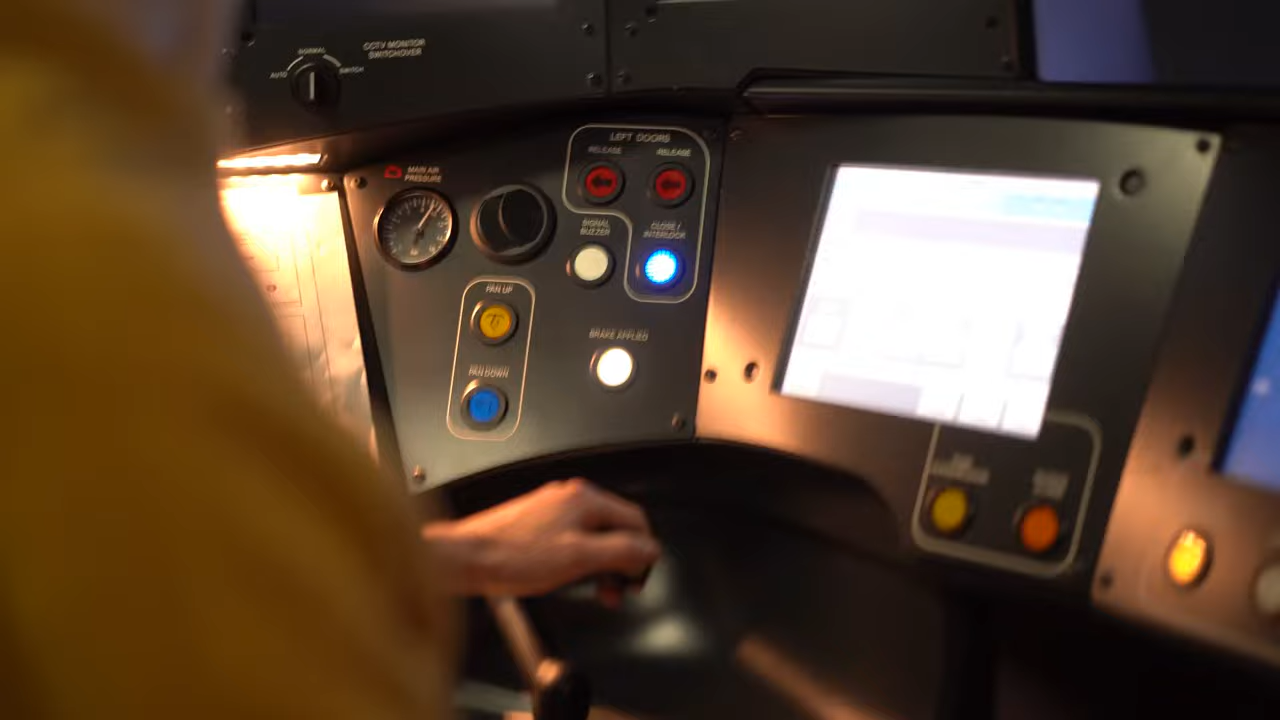 CCTV MONITOR
SWITCHOVER
NORMAL
AUTO
SWITCH
MAIN AIR
PRESSURE
LEFT DOORS
RELEASE
RELEASE
SIGNAL
BUZZER
CLOSE /
INTERLOCK
PAN UP
PAN DOWN
BRAKE APPLIED